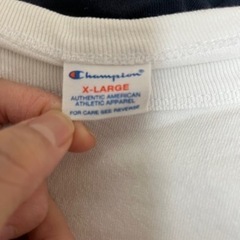 Champion
X-LARGE
AUTHENTIC AMERICAN
ATHLETIC APPAREL
FOR CARE SEE REVERSE